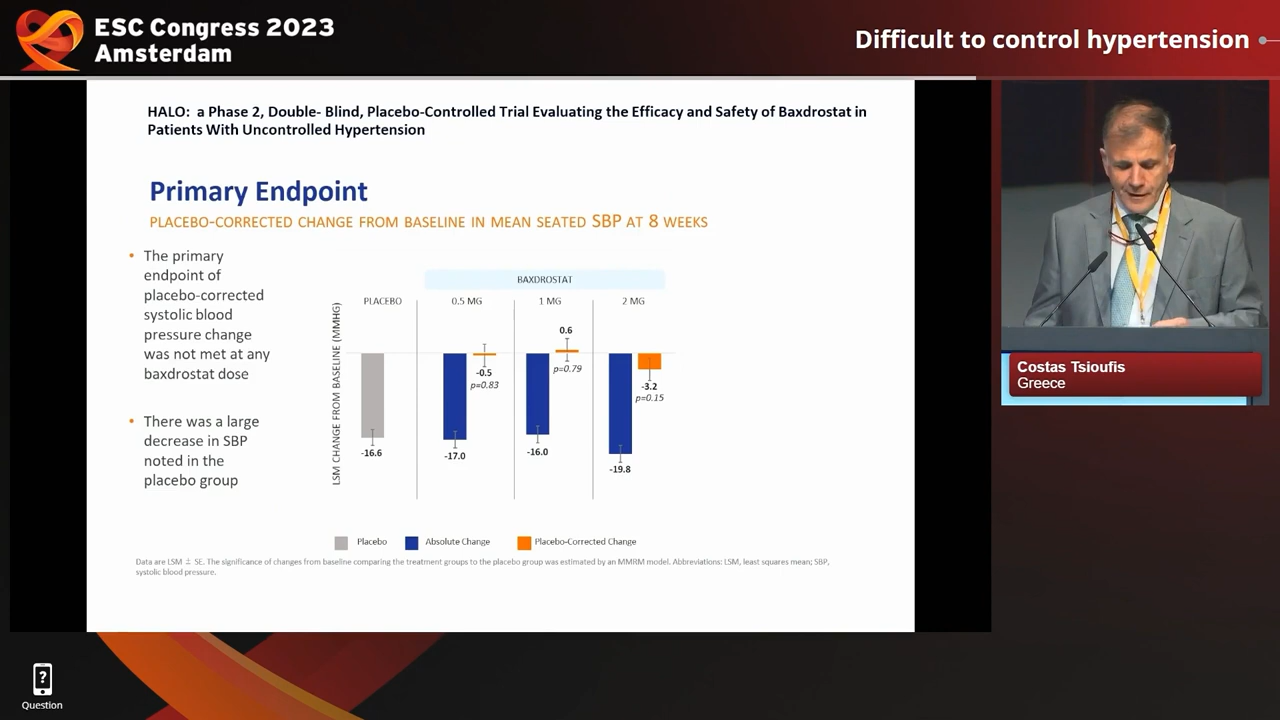 ESC Congress 2023
Amsterdam
Difficult to control hypertension
HALO: a Phase 2, Double- Blind, Placebo-Controlled Trial Evaluating the Efficacy and Safety of Baxdrostat in
Patients With Uncontrolled Hypertension
Primary Endpoint
PLACEBO-CORRECTED CHANGE FROM BASELINE IN MEAN SEATED SBP AT 8 WEEKS
• The primary
endpoint of
placebo-corrected
systolic blood
pressure change
was not met at any
baxdrostat dose
• There was a large
decrease in SBP
noted in the
placebo group
LSM CHANGE FROM BASELINE (MMHG)
BAXDROSTAT
PLACEBO
0.5 MG
1 MG
2 MG
-16.6
-17.0
-0.5
p=0.83
-16.0
0.6
p=0.79
-19.8
-3.2
p=0.15
Placebo
Absolute Change
Placebo-Corrected Change
Data are LSM ± SE. The significance of changes from baseline comparing the treatment groups to the placebo group was estimated by an MMRM model. Abbreviations: LSM, least squares mean; SBP,
systolic blood pressure.
Costas Tsioufis
Greece
?
Question